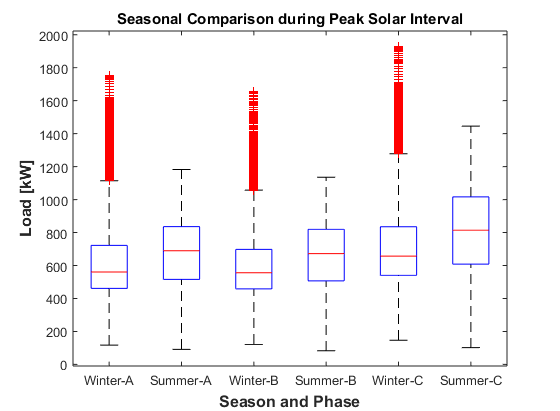 Seasonal Comparison during Peak Solar Interval
2000
1800
1600
1400
1200
1000
800
600
400
200
0
Load [kW]
Winter-A Summer-A Winter-B Summer-B Winter-C Summer-C
Season and Phase